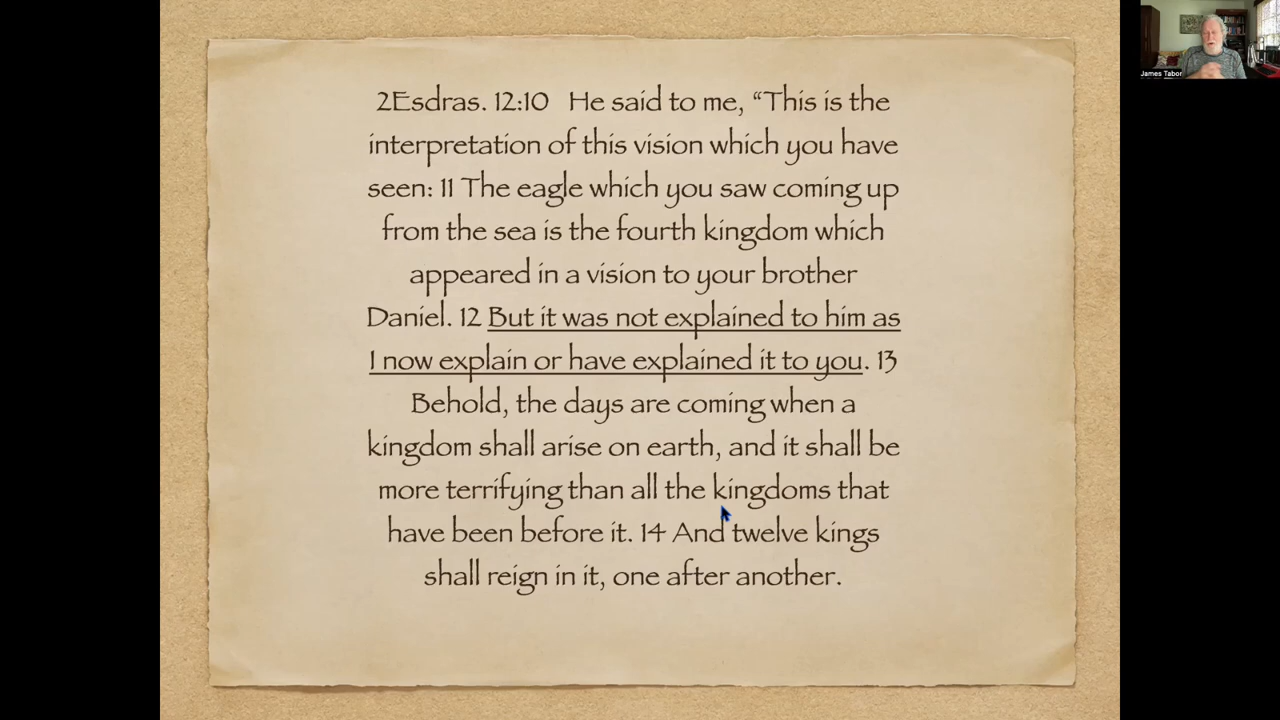 2Esdras. 12:10 He said to me, “This is the
interpretation of this vision which you have
seen: 11 The eagle which you saw coming up
from the sea is the fourth kingdom which
appeared in a vision to your brother
Daniel. 12 But it was not explained to him as
I now explain or have explained it to you. 13
Behold, the days are coming when a
kingdom shall arise on earth, and it shall be
more terrifying than all the kingdoms that
have been before it. 14 And twelve kings
shall reign in it, one after another.
James Tabor